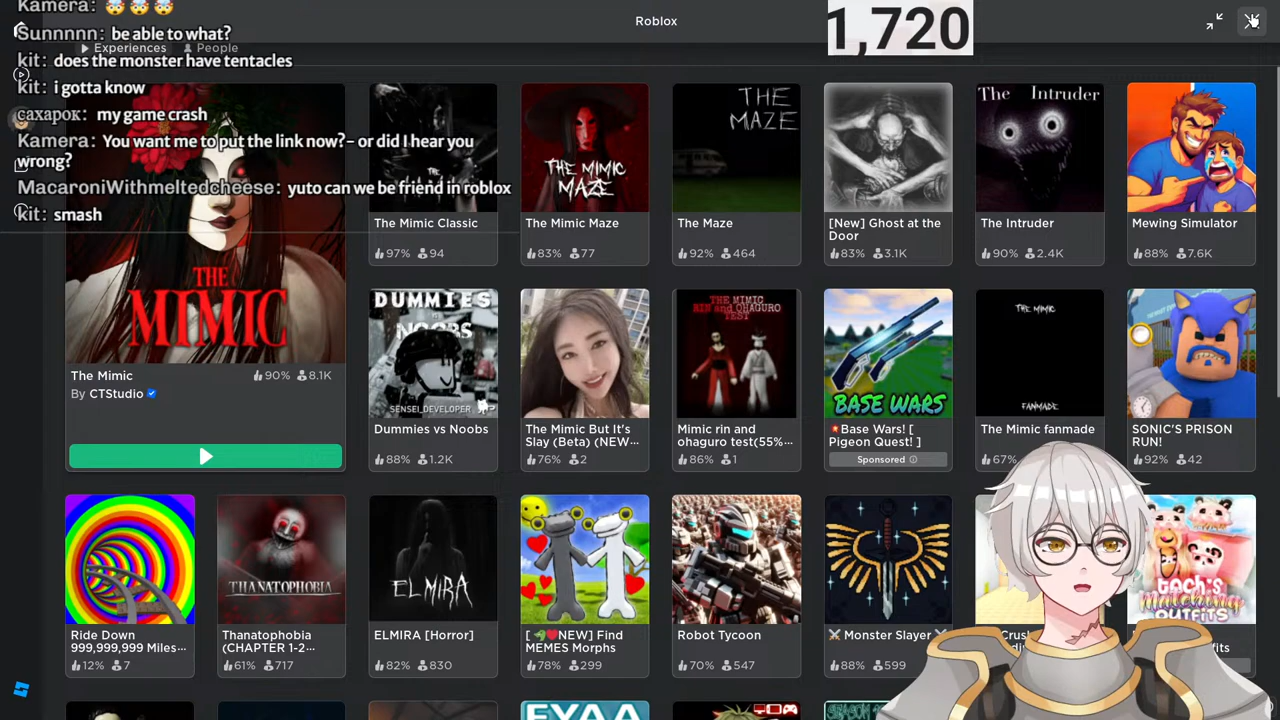 Kamera: 🤯 🤯 🤯
Roblox
1,720
Sunnnnn: be able to what?
Experiences People
kit: does the monster have tentacles
kit: i gotta know
сахарок: my game crash
Kamera: You want me to put the link now?- or did I hear you
wrong?
MacaroniWithmeltedcheese: yuto can we be friend in roblox
kit: smash
THE
MIMIC
The Mimic
90% 8.1K
By CTStudio
The Mimic Classic
97% 94
THE MIMIC
MAZE
The Mimic Maze
83% 77
THE
MAZE
The Maze
92% 464
[New] Ghost at the
Door
83% 3.1K
The Intruder
The Intruder
90% 2.4K
Mewing Simulator
88% 7.6K
DUMMIES
VS
NOOBS
SENSEI_DEVELOPER
Dummies vs Noobs
88% 1.2K
The Mimic But It's
Slay (Beta) (NEW...
76% 2
THE MIMIC
RIN and OHAGURO
TEST
Mimic rin and
ohaguro test(55%...
86% 1
BASE WARS!
💥Base Wars! [
Pigeon Quest! ]
Sponsored
THE MIMIC
FANMADE
The Mimic fanmade
67%
SONIC'S PRISON
RUN!
92% 42
Ride Down
999,999,999 Miles...
12% 7
THANATOPHOBIA
Thanatophobia
(CHAPTER 1-2...
61% 717
ELMIRA
ELMIRA [Horror]
82% 830
[ 🐊❤️NEW] Find
MEMES Morphs
78% 299
Robot Tycoon
70% 547
⚔️ Monster Slayer ⚔️
88% 599